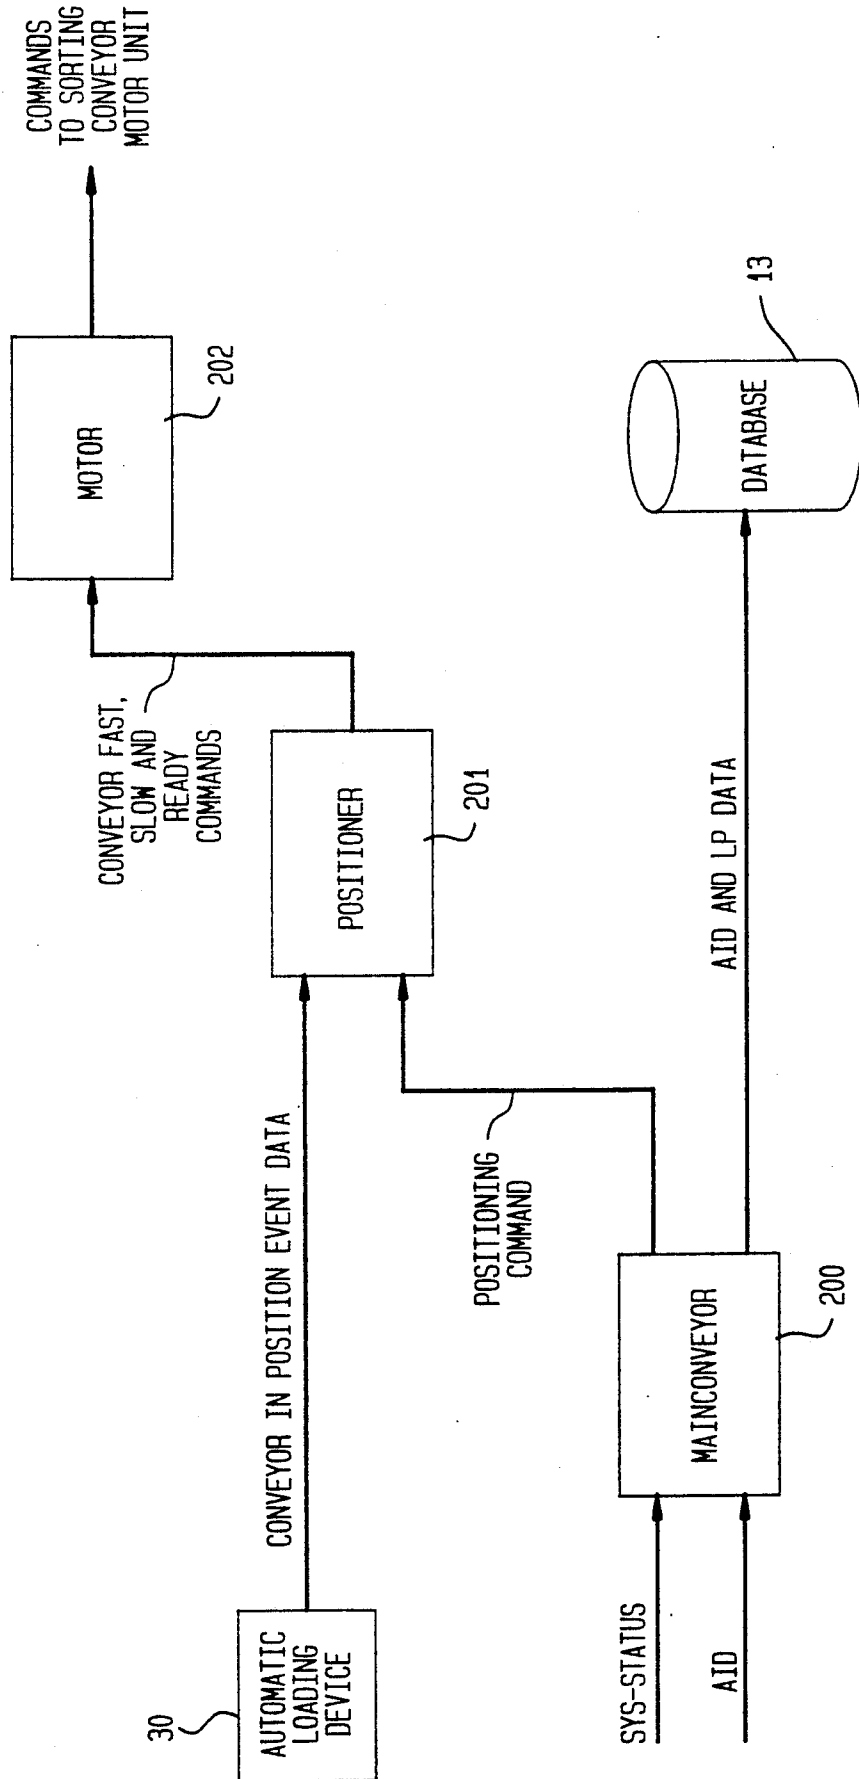 COMMANDS
TO SORTING
CONVEYOR
MOTOR UNIT
MOTOR
202
CONVEYOR FAST,
SLOW AND
READY
COMMANDS
POSITIONER
201
CONVEYOR IN POSITION EVENT DATA
30
AUTOMATIC
LOADING
DEVICE
POSITIONING
COMMAND
SYS-STATUS
AID
MAINCONVEYOR
200
AID AND LP DATA
DATABASE
13